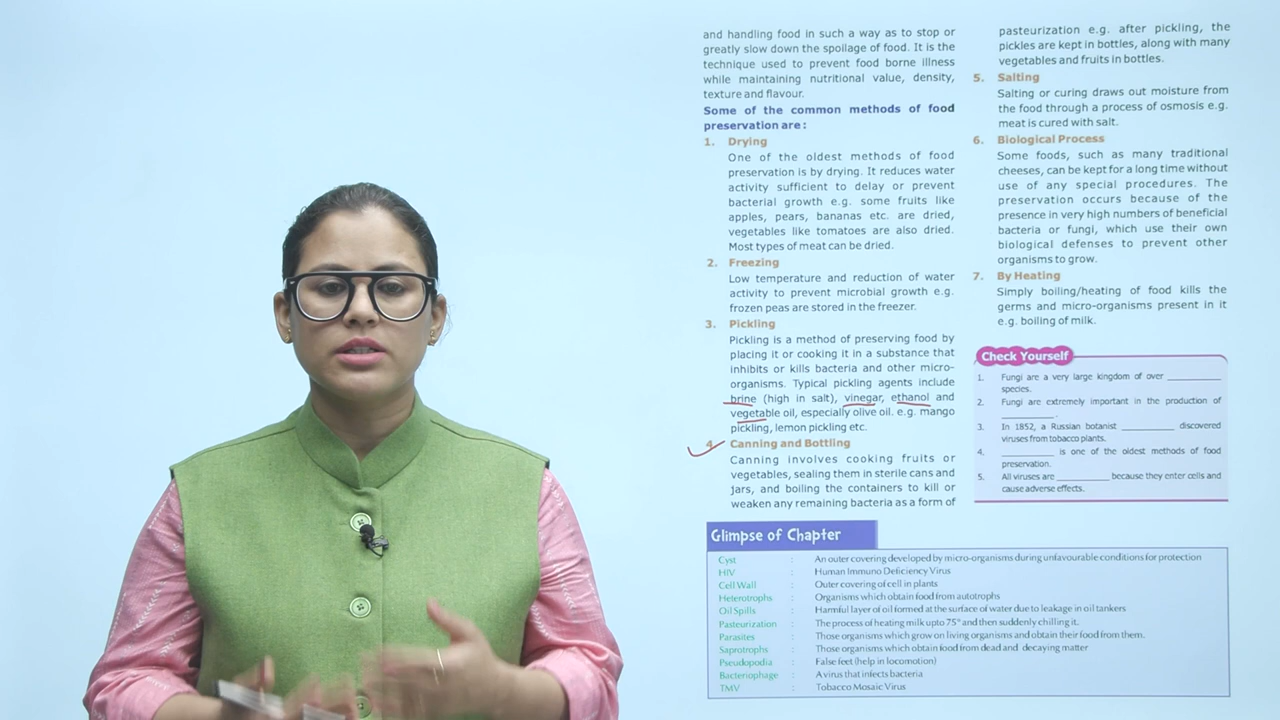 and handling food in such a way as to stop or
greatly slow down the spoilage of food. It is the
technique used to prevent food borne illness
while maintaining nutritional value, density,
texture and flavour.
Some of the common methods of food
preservation are :
1. Drying
One of the oldest methods of food
preservation is by drying. It reduces water
activity sufficient to delay or prevent
bacterial growth e.g. some fruits like
apples, pears, bananas etc. are dried,
vegetables like tomatoes are also dried.
Most types of meat can be dried.
2. Freezing
Low temperature and reduction of water
activity to prevent microbial growth e.g.
frozen peas are stored in the freezer.
3. Pickling
Pickling is a method of preserving food by
placing it or cooking it in a substance that
inhibits or kills bacteria and other micro-
organisms. Typical pickling agents include
brine (high in salt), vinegar, ethanol and
vegetable oil, especially olive oil. e.g. mango
pickling, lemon pickling etc.
4. Canning and Bottling
Canning involves cooking fruits or
vegetables, sealing them in sterile cans and
jars, and boiling the containers to kill or
weaken any remaining bacteria as a form of
pasteurization e.g. after pickling, the
pickles are kept in bottles, along with many
vegetables and fruits in bottles.
5. Salting
Salting or curing draws out moisture from
the food through a process of osmosis e.g.
meat is cured with salt.
6. Biological Process
Some foods, such as many traditional
cheeses, can be kept for a long time without
use of any special procedures. The
preservation occurs because of the
presence in very high numbers of beneficial
bacteria or fungi, which use their own
biological defenses to prevent other
organisms to grow.
7. By Heating
Simply boiling/heating of food kills the
germs and micro-organisms present in it
e.g. boiling of milk.
Check Yourself
1. Fungi are a very large kingdom of over __________
species.
2. Fungi are extremely important in the production of
__________ .
3. In 1852, a Russian botanist __________ discovered
viruses from tobacco plants.
4. __________ is one of the oldest methods of food
preservation.
5. All viruses are __________ because they enter cells and
cause adverse effects.
Glimpse of Chapter
Cyst : An outer covering developed by micro-organisms during unfavourable conditions for protection
HIV : Human Immuno Deficiency Virus
Cell Wall : Outer covering of cell in plants
Heterotrophs : Organisms which obtain food from autotrophs
Oil Spills : Harmful layer of oil formed at the surface of water due to leakage in oil tankers
Pasteurization : The process of heating milk upto 75° and then suddenly chilling it.
Parasites : Those organisms which grow on living organisms and obtain their food from them.
Saprotrophs : Those organisms which obtain food from dead and decaying matter
Pseudopodia : False feet (help in locomotion)
Bacteriophage : A virus that infects bacteria
TMV : Tobacco Mosaic Virus